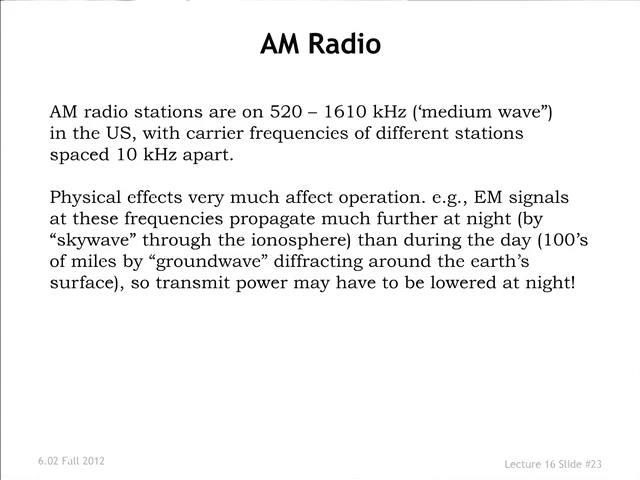 AM Radio
AM radio stations are on 520 – 1610 kHz (‘medium wave”)
in the US, with carrier frequencies of different stations
spaced 10 kHz apart.
Physical effects very much affect operation. e.g., EM signals
at these frequencies propagate much further at night (by
“skywave” through the ionosphere) than during the day (100’s
of miles by “groundwave” diffracting around the earth’s
surface), so transmit power may have to be lowered at night!
6.02 Fall 2012
Lecture 16 Slide #23